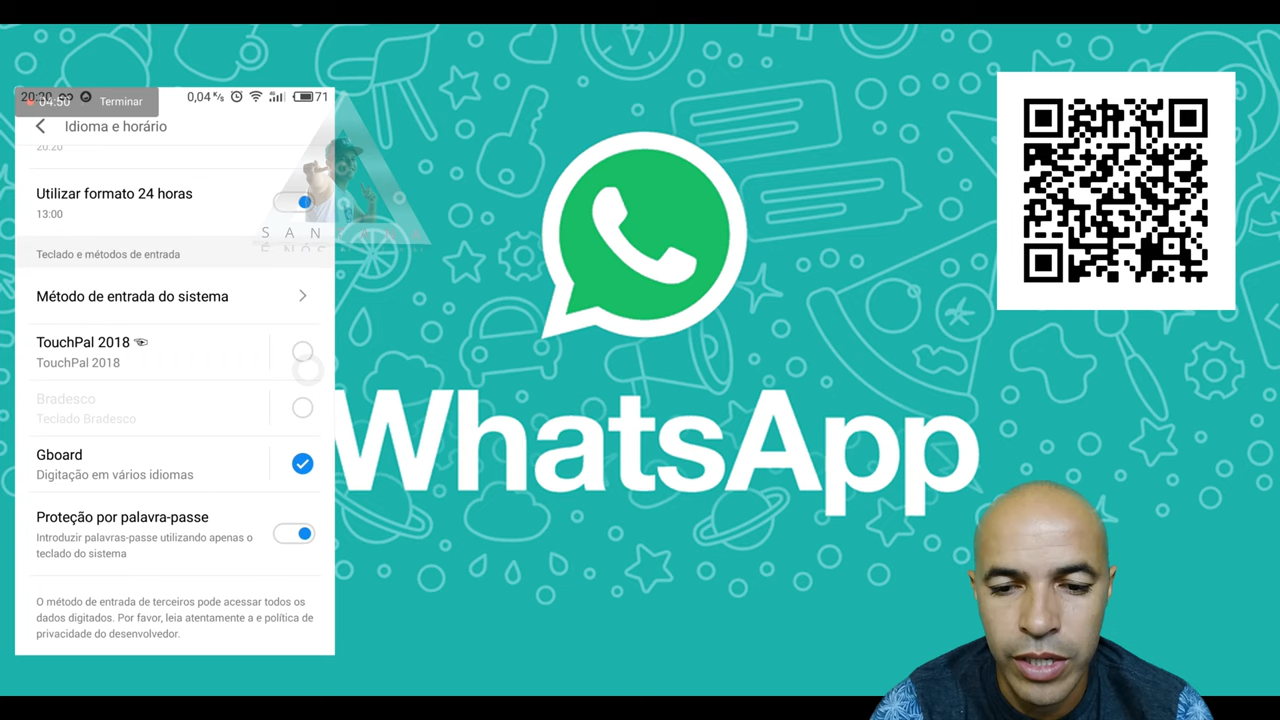 20:20
04:50 Terminar
0,04 K/s
71
Idioma e horário
20:20
Utilizar formato 24 horas
13:00
SANTANA
É NÓS
Teclado e métodos de entrada
Método de entrada do sistema
TouchPal 2018
TouchPal 2018
Bradesco
Teclado Bradesco
Gboard
Digitação em vários idiomas
Proteção por palavra-passe
Introduzir palavras-passe utilizando apenas o
teclado do sistema
O método de entrada de terceiros pode acessar todos os
dados digitados. Por favor, leia atentamente a e política de
privacidade do desenvolvedor.
WhatsApp